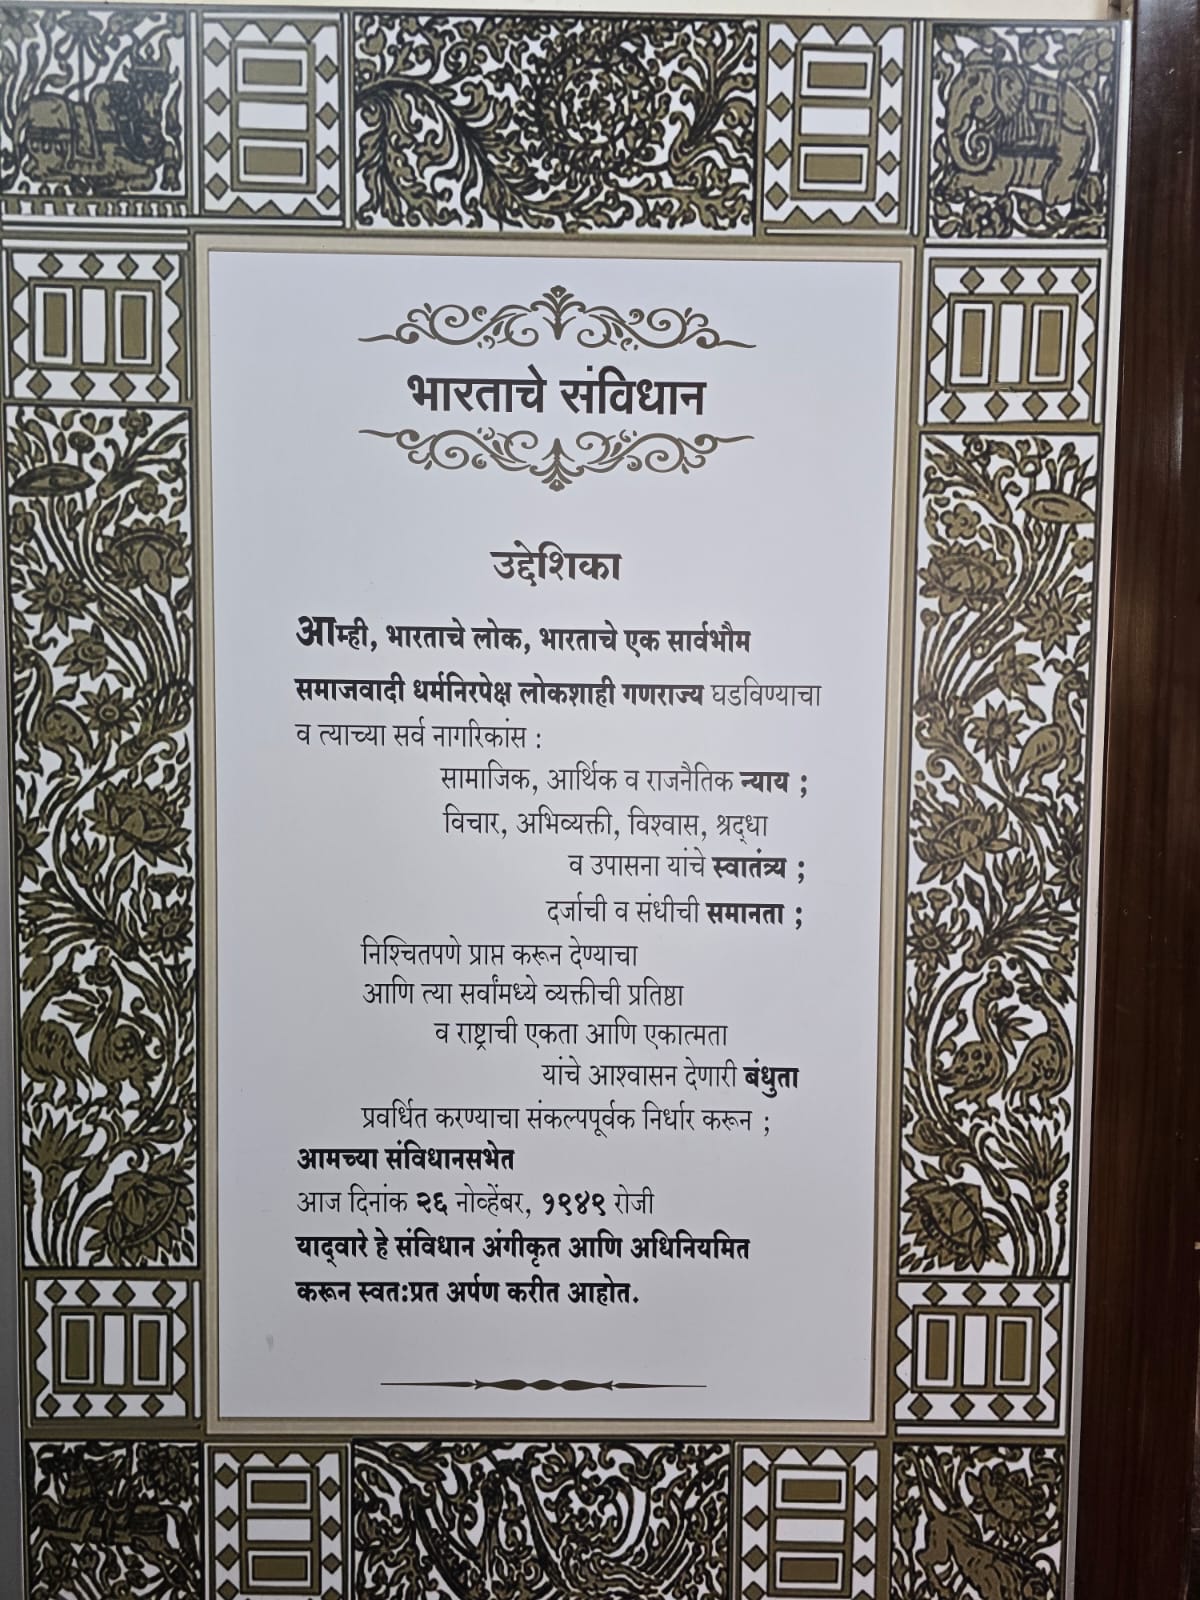 भारताचे संविधान
उद्देशिका
आम्ही, भारताचे लोक, भारताचे एक सार्वभौम
समाजवादी धर्मनिरपेक्ष लोकशाही गणराज्य घडविण्याचा
व त्याच्या सर्व नागरिकांस :
सामाजिक, आर्थिक व राजनैतिक न्याय ;
विचार, अभिव्यक्ती, विश्वास, श्रद्धा
व उपासना यांचे स्वातंत्र्य ;
दर्जाची व संधीची समानता ;
निश्चितपणे प्राप्त करून देण्याचा
आणि त्या सर्वांमध्ये व्यक्तीची प्रतिष्ठा
व राष्ट्राची एकता आणि एकात्मता
यांचे आश्वासन देणारी बंधुता
प्रवर्धित करण्याचा संकल्पपूर्वक निर्धार करून ;
आमच्या संविधानसभेत
आज दिनांक २६ नोव्हेंबर, १९४९ रोजी
याद्वारे हे संविधान अंगीकृत आणि अधिनियमित
करून स्वत:प्रत अर्पण करीत आहोत.